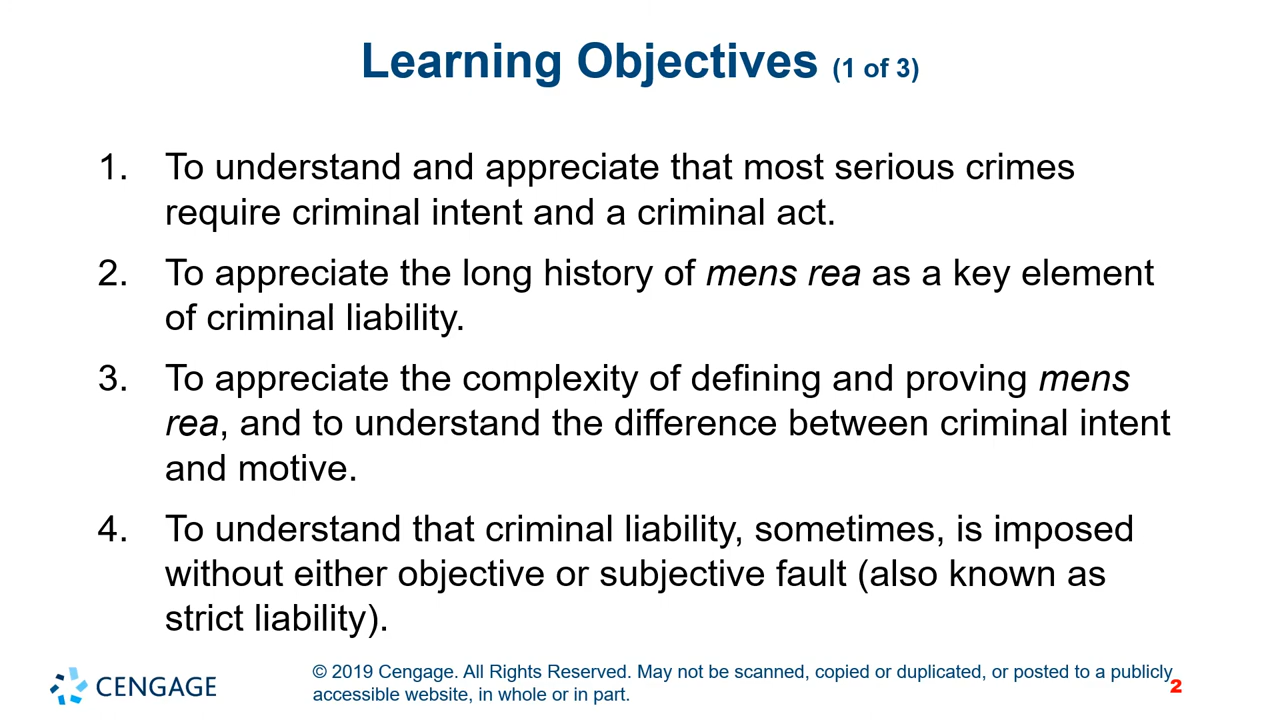 Learning Objectives (1 of 3)
1. To understand and appreciate that most serious crimes
require criminal intent and a criminal act.
2. To appreciate the long history of mens rea as a key element
of criminal liability.
3. To appreciate the complexity of defining and proving mens
rea, and to understand the difference between criminal intent
and motive.
4. To understand that criminal liability, sometimes, is imposed
without either objective or subjective fault (also known as
strict liability).
CENGAGE
© 2019 Cengage. All Rights Reserved. May not be scanned, copied or duplicated, or posted to a publicly
accessible website, in whole or in part.
2